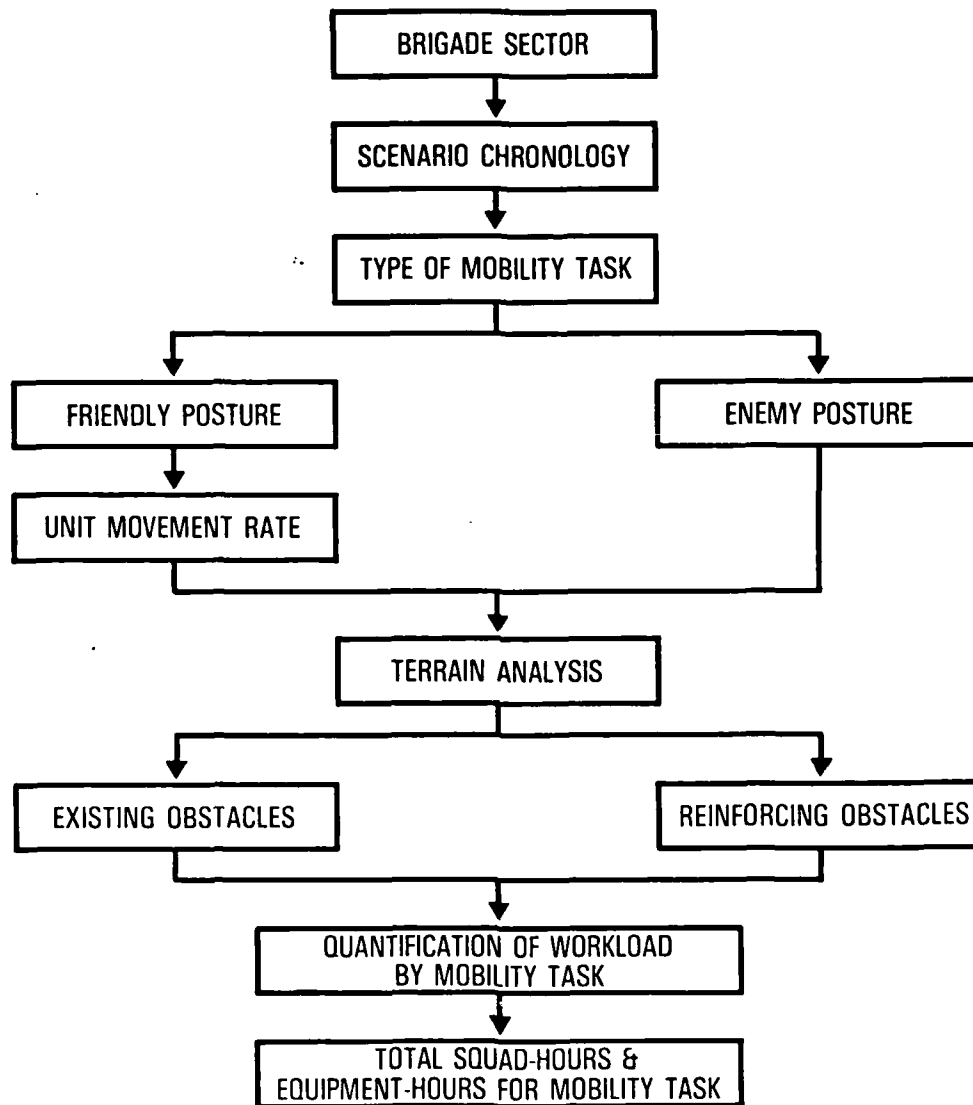 BRIGADE SECTOR
SCENARIO CHRONOLOGY
TYPE OF MOBILITY TASK
FRIENDLY POSTURE
ENEMY POSTURE
UNIT MOVEMENT RATE
TERRAIN ANALYSIS
EXISTING OBSTACLES
REINFORCING OBSTACLES
QUANTIFICATION OF WORKLOAD
BY MOBILITY TASK
TOTAL SQUAD-HOURS &
EQUIPMENT-HOURS FOR MOBILITY TASK